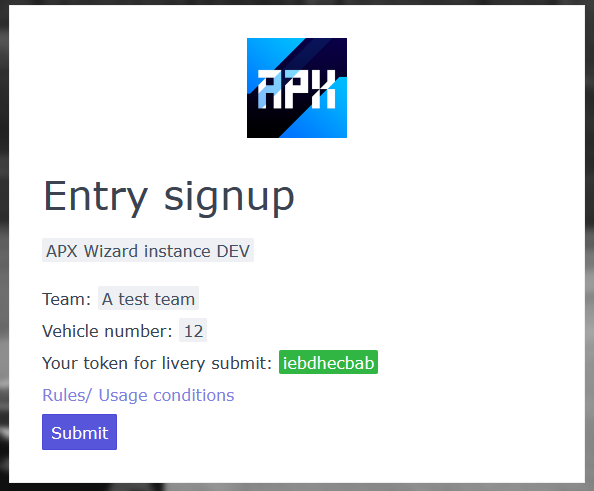 APX
Entry signup
APX Wizard instance DEV
Team: A test team
Vehicle number: 12
Your token for livery submit: iebdhecbab
Rules/ Usage conditions
Submit